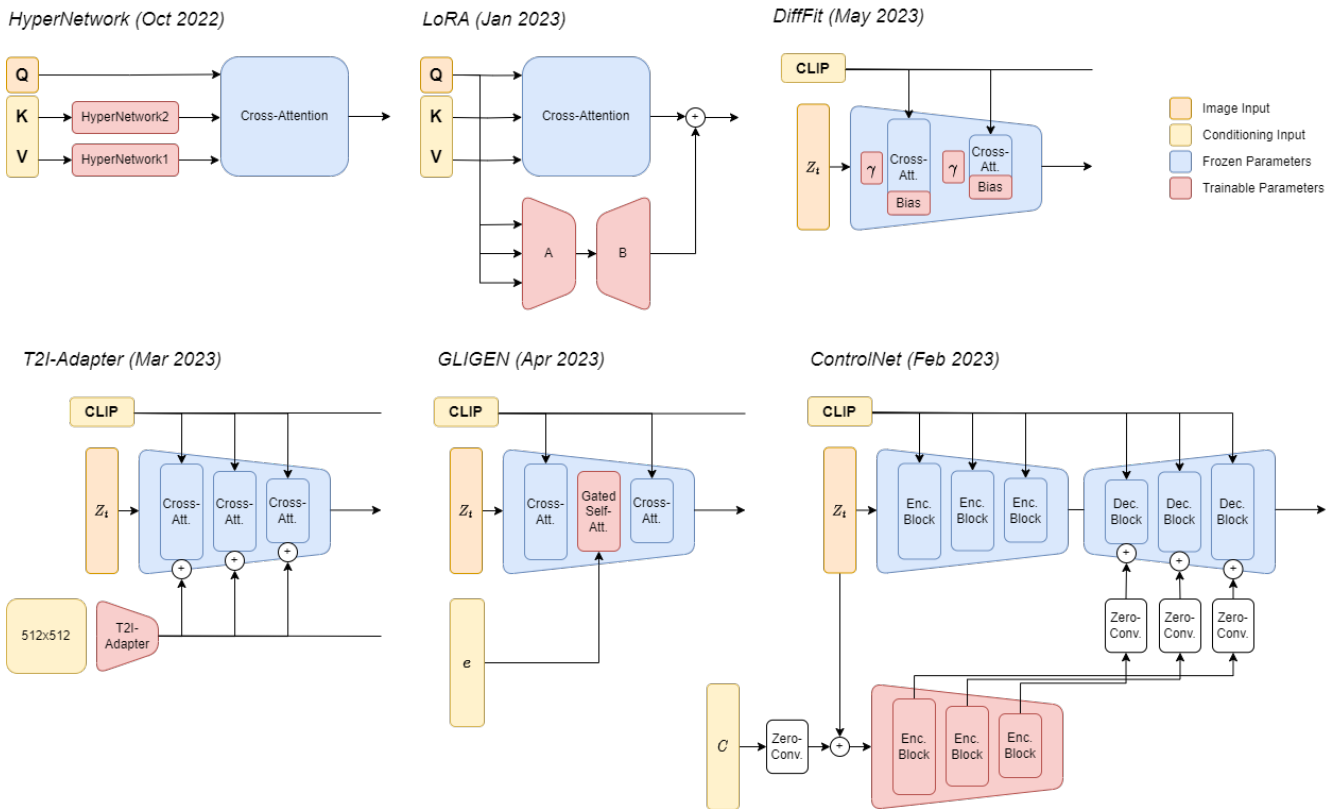 HyperNetwork (Oct 2022)
Q
K
V
HyperNetwork2
HyperNetwork1
Cross-Attention
LoRA (Jan 2023)
Q
K
V
Cross-Attention
+
A
B
DiffFit (May 2023)
CLIP
Zt
γ
Cross-
Att.
Bias
γ
Cross-
Att.
Bias
Image Input
Conditioning Input
Frozen Parameters
Trainable Parameters
T2I-Adapter (Mar 2023)
CLIP
Zt
Cross-
Att.
Cross-
Att.
Cross-
Att.
+
+
+
512x512
T2I-
Adapter
GLIGEN (Apr 2023)
CLIP
Zt
Cross-
Att.
Gated
Self-
Att.
Cross-
Att.
e
ControlNet (Feb 2023)
CLIP
Zt
Enc.
Block
Enc.
Block
Enc.
Block
Dec.
Block
Dec.
Block
Dec.
Block
+
+
+
Zero-
Conv.
Zero-
Conv.
Zero-
Conv.
C
Zero-
Conv.
+
Enc.
Block
Enc.
Block
Enc.
Block